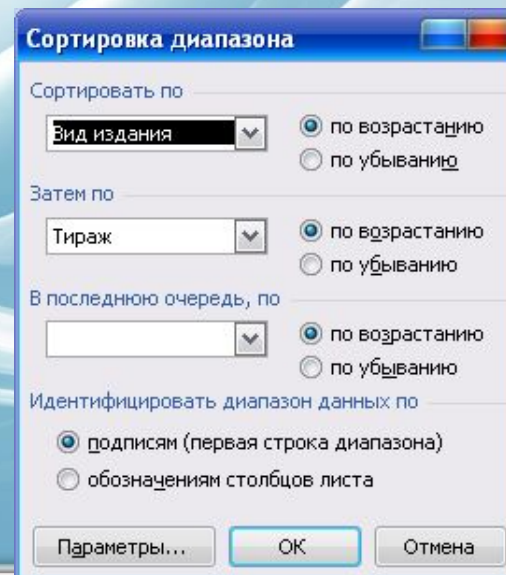 Сортировка диапазона
Сортировать по
Вид издания
по возрастанию
по убыванию
Затем по
Тираж
по возрастанию
по убыванию
В последнюю очередь, по
по возрастанию
по убыванию
Идентифицировать диапазон данных по
подписям (первая строка диапазона)
обозначениям столбцов листа
Параметры... ОК Отмена